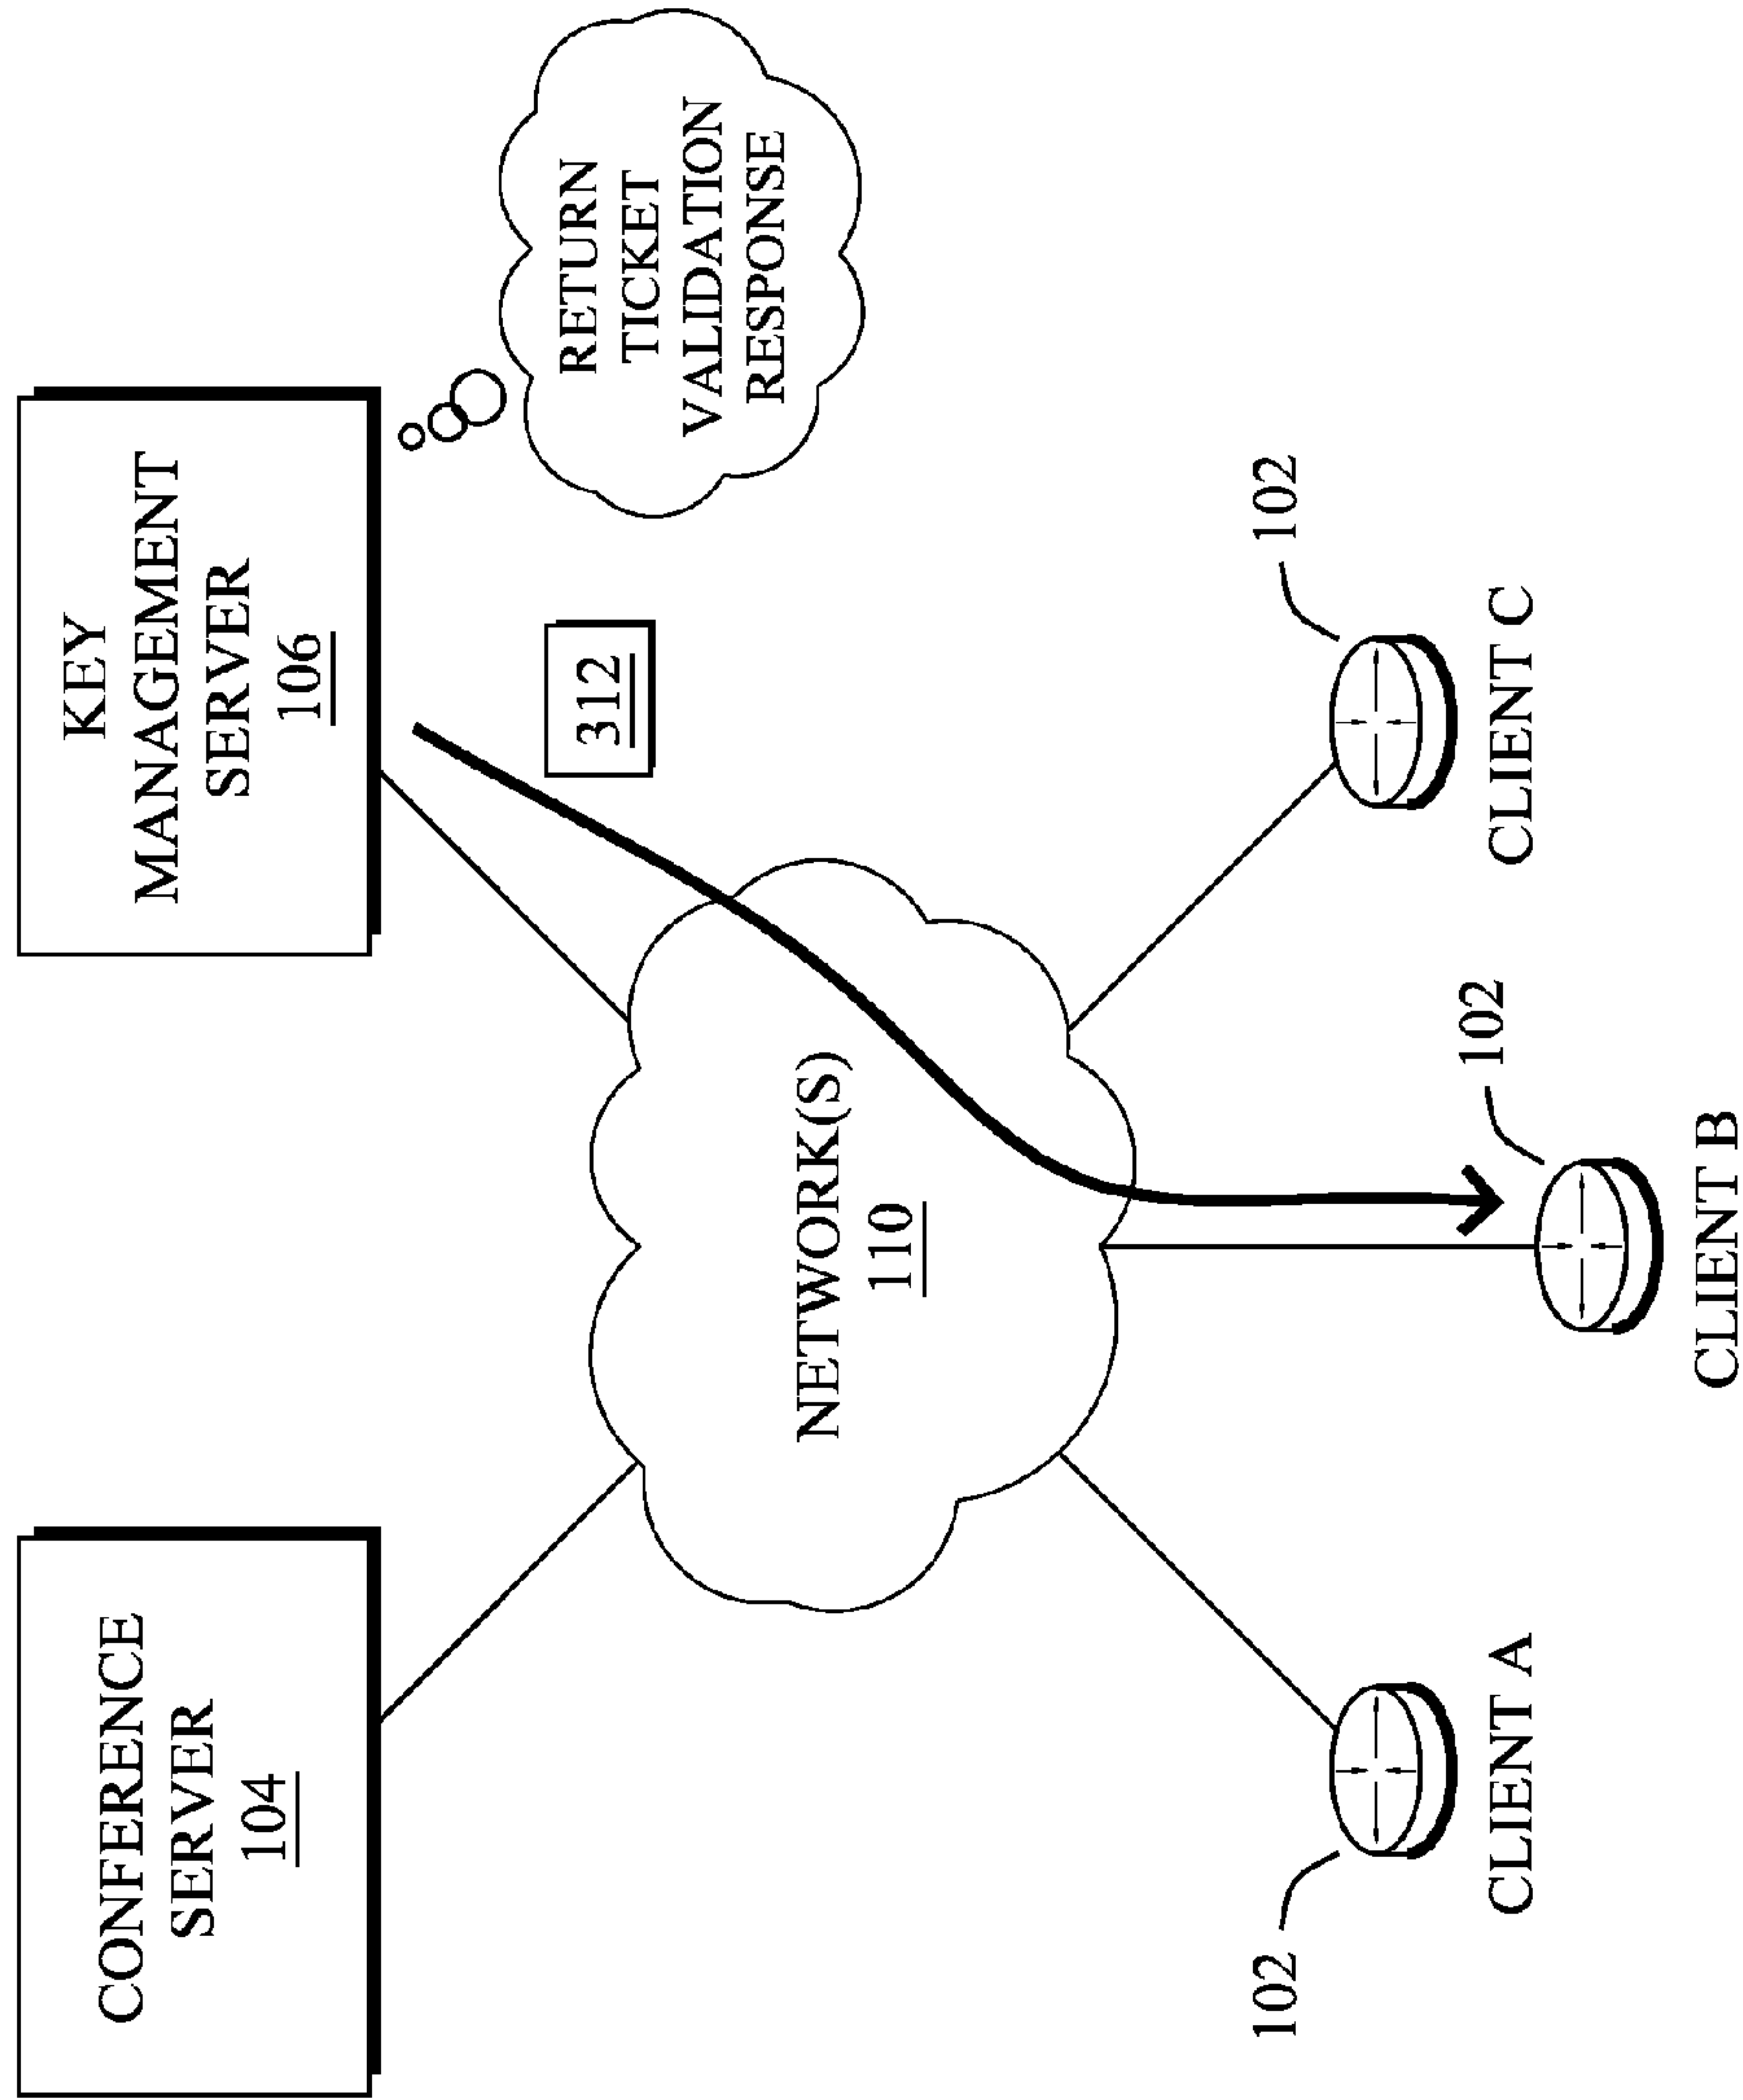 CONFERENCE
SERVER
104
KEY
MANAGEMENT
SERVER
106
312
RETURN
TICKET
VALIDATION
RESPONSE
NETWORK(S)
110
102
CLIENT A
102
CLIENT B
102
CLIENT C